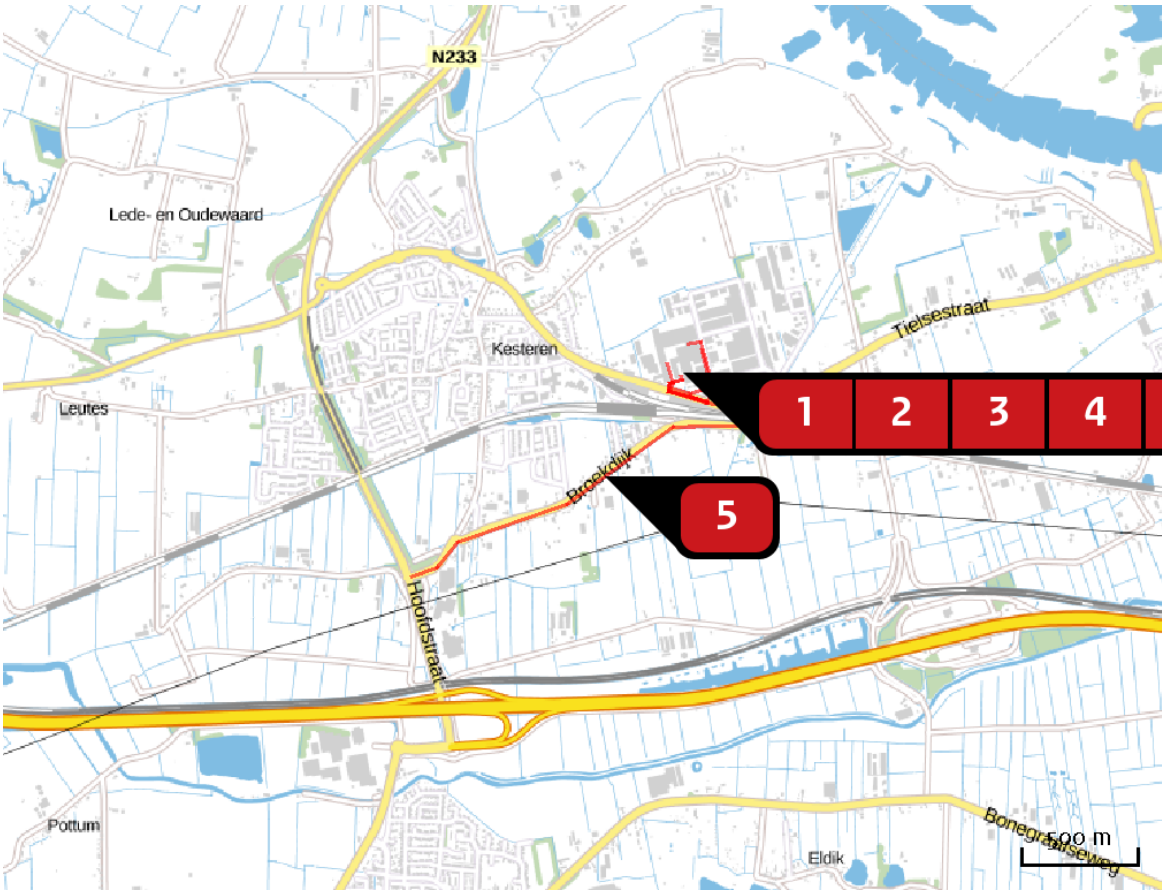 N233
Lede- en Oudewaard
Tielsestraat
Kesteren
Leutes
1 2 3 4
Broekdijk
5
Hoofdstraat
Pottum
Bonegraafseweg
500 m
Eldik